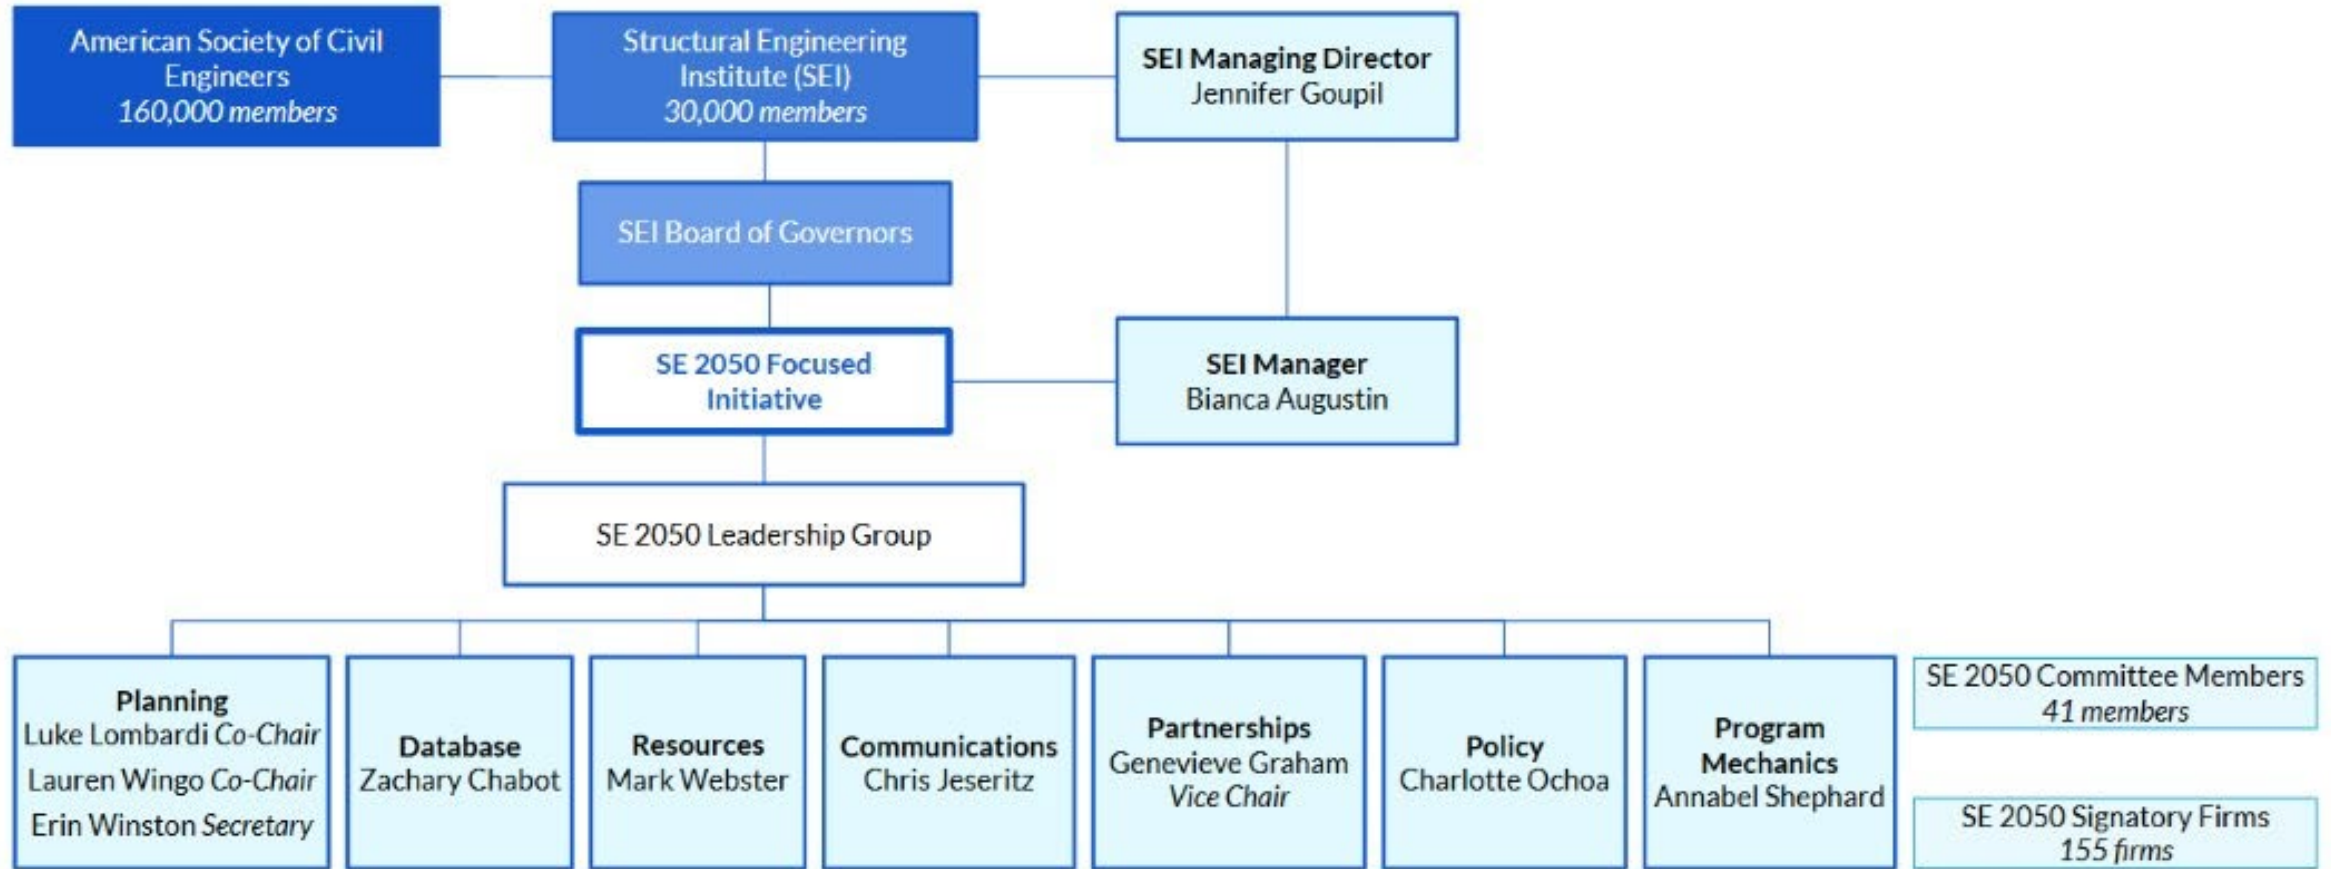 American Society of Civil
Engineers
160,000 members
Structural Engineering
Institute (SEI)
30,000 members
SEI Managing Director
Jennifer Goupil
SEI Board of Governors
SE 2050 Focused
Initiative
SEI Manager
Bianca Augustin
SE 2050 Leadership Group
Planning
Luke Lombardi Co-Chair
Lauren Wingo Co-Chair
Erin Winston Secretary
Database
Zachary Chabot
Resources
Mark Webster
Communications
Chris Jeseritz
Partnerships
Genevieve Graham
Vice Chair
Policy
Charlotte Ochoa
Program
Mechanics
Annabel Shephard
SE 2050 Committee Members
41 members
SE 2050 Signatory Firms
155 firms